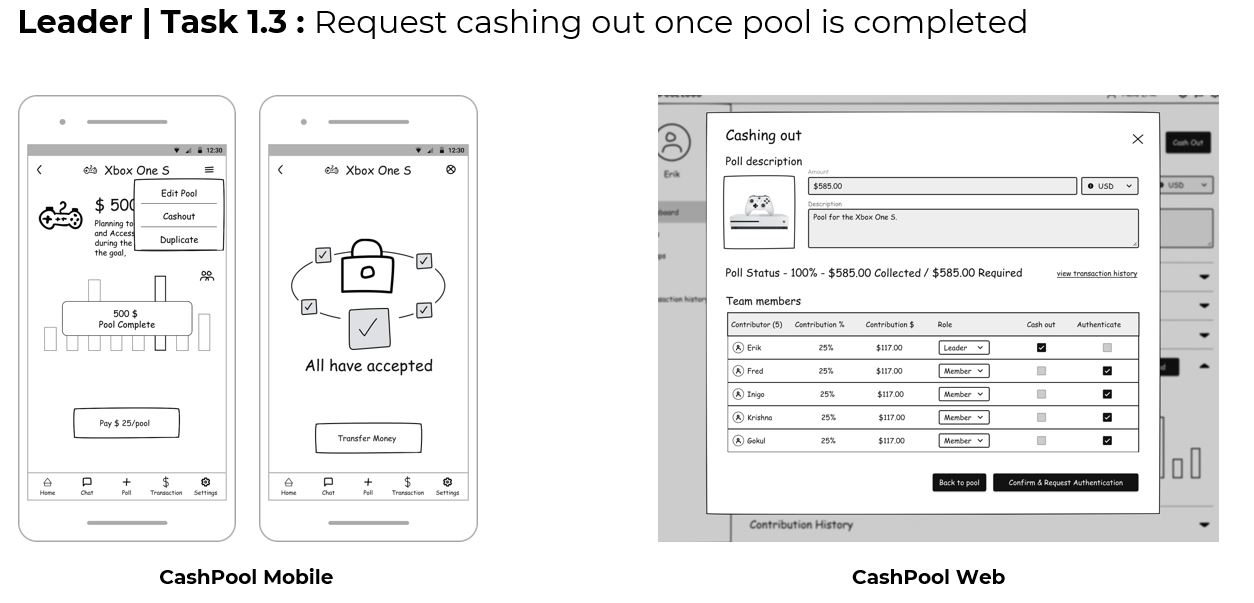 Leader | Task 1.3 : Request cashing out once pool is completed
12:30
Xbox One S
Edit Pool
Cashout
Duplicate
$ 500
Planning to
and Access
during the
the goal,
500 $
Pool Complete
Pay $ 25/pool
Home Chat Poll Transaction Settings
12:30
Xbox One S
All have accepted
Transfer Money
Home Chat Poll Transaction Settings
CashPool Mobile
Erik
Cash Out
USD
Cashing out
Poll description
Amount
$585.00
USD
Description
Pool for the Xbox One S.
Poll Status - 100% - $585.00 Collected / $585.00 Required
view transaction history
Team members
Contributor (5) Contribution % Contribution $ Role Cash out Authenticate
Erik 25% $117.00 Leader
Fred 25% $117.00 Member
Inigo 25% $117.00 Member
Krishna 25% $117.00 Member
Gokul 25% $117.00 Member
Back to pool
Confirm & Request Authentication
Contribution History
CashPool Web